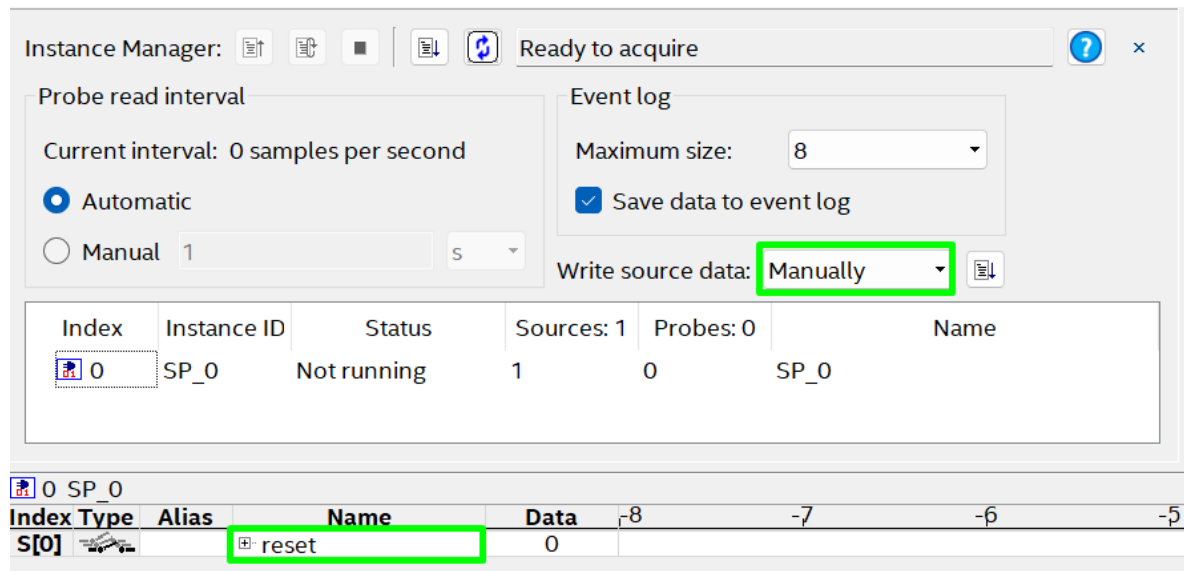 Instance Manager: Ready to acquire
Probe read interval
Event log
Current interval: 0 samples per second
Maximum size: 8
Automatic
Save data to event log
Manual 1 s
Write source data: Manually
Index Instance ID Status Sources: 1 Probes: 0 Name
0 SP_0 Not running 1 0 SP_0
0 SP_0
Index Type Alias Name Data -8 -7 -6 -5
S[0] reset 0